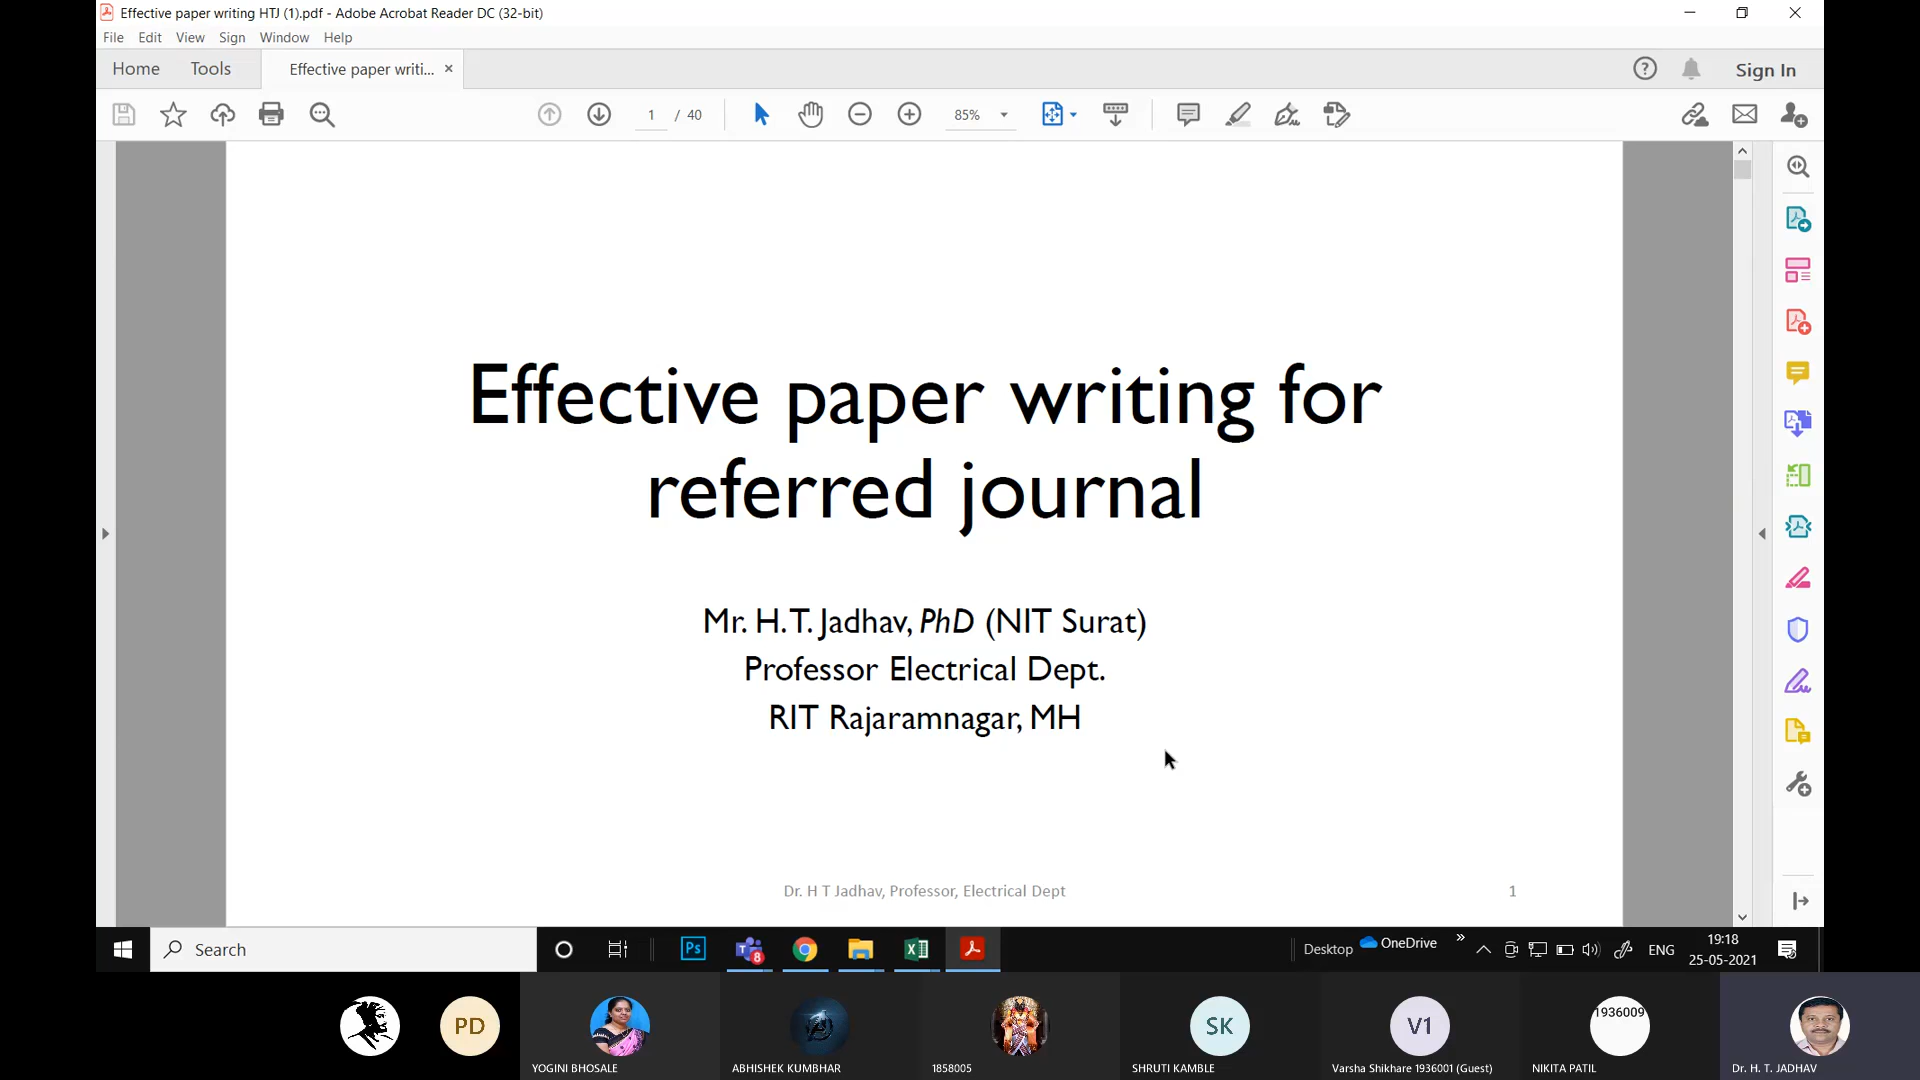 Effective paper writing HTJ (1).pdf - Adobe Acrobat Reader DC (32-bit)
File Edit View Sign Window Help
Home Tools Effective paper writi... × Sign In
1 / 40 85%
Effective paper writing for
referred journal
Mr. H.T. Jadhav, PhD (NIT Surat)
Professor Electrical Dept.
RIT Rajaramnagar, MH
Dr. H T Jadhav, Professor, Electrical Dept 1
Search Ps 8 Desktop OneDrive » ENG 19:18
25-05-2021
PD SK V1 1936009
YOGINI BHOSALE ABHISHEK KUMBHAR 1858005 SHRUTI KAMBLE Varsha Shikhare 1936001 (Guest) NIKITA PATIL Dr. H. T. JADHAV